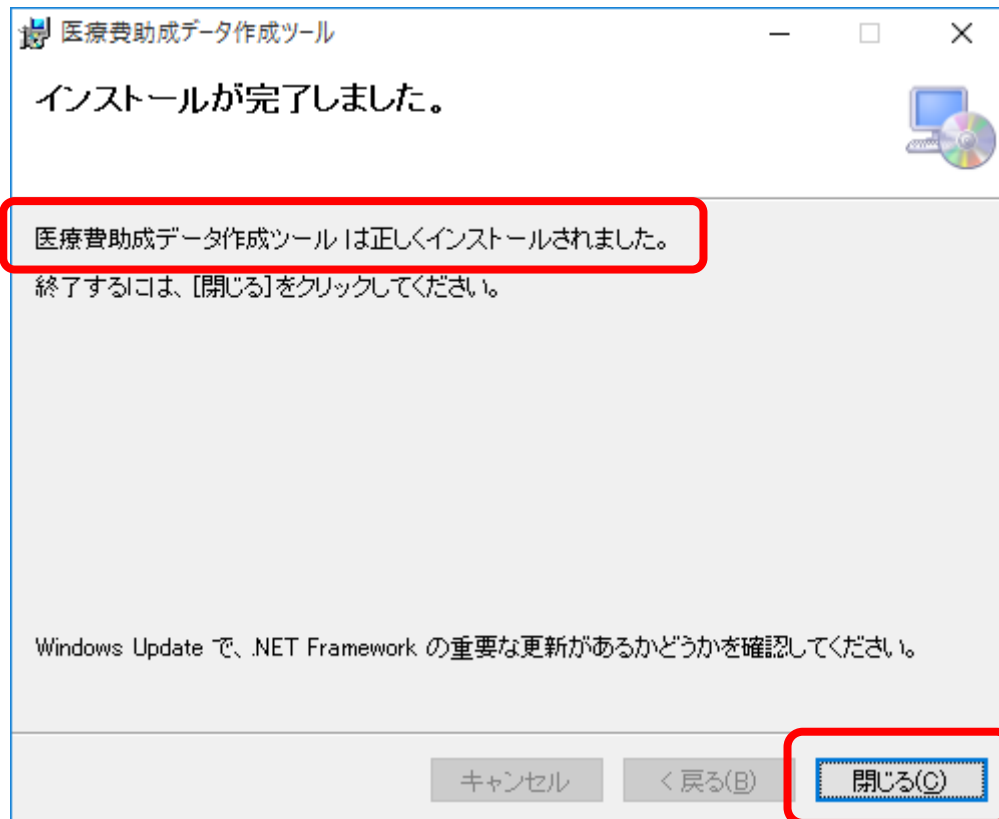 医療費助成データ作成ツール
インストールが完了しました。
医療費助成データ作成ツール は正しくインストールされました。
終了するには、[閉じる]をクリックしてください。
Windows Update で、.NET Framework の重要な更新があるかどうかを確認してください。
キャンセル
< 戻る(B)
閉じる(C)